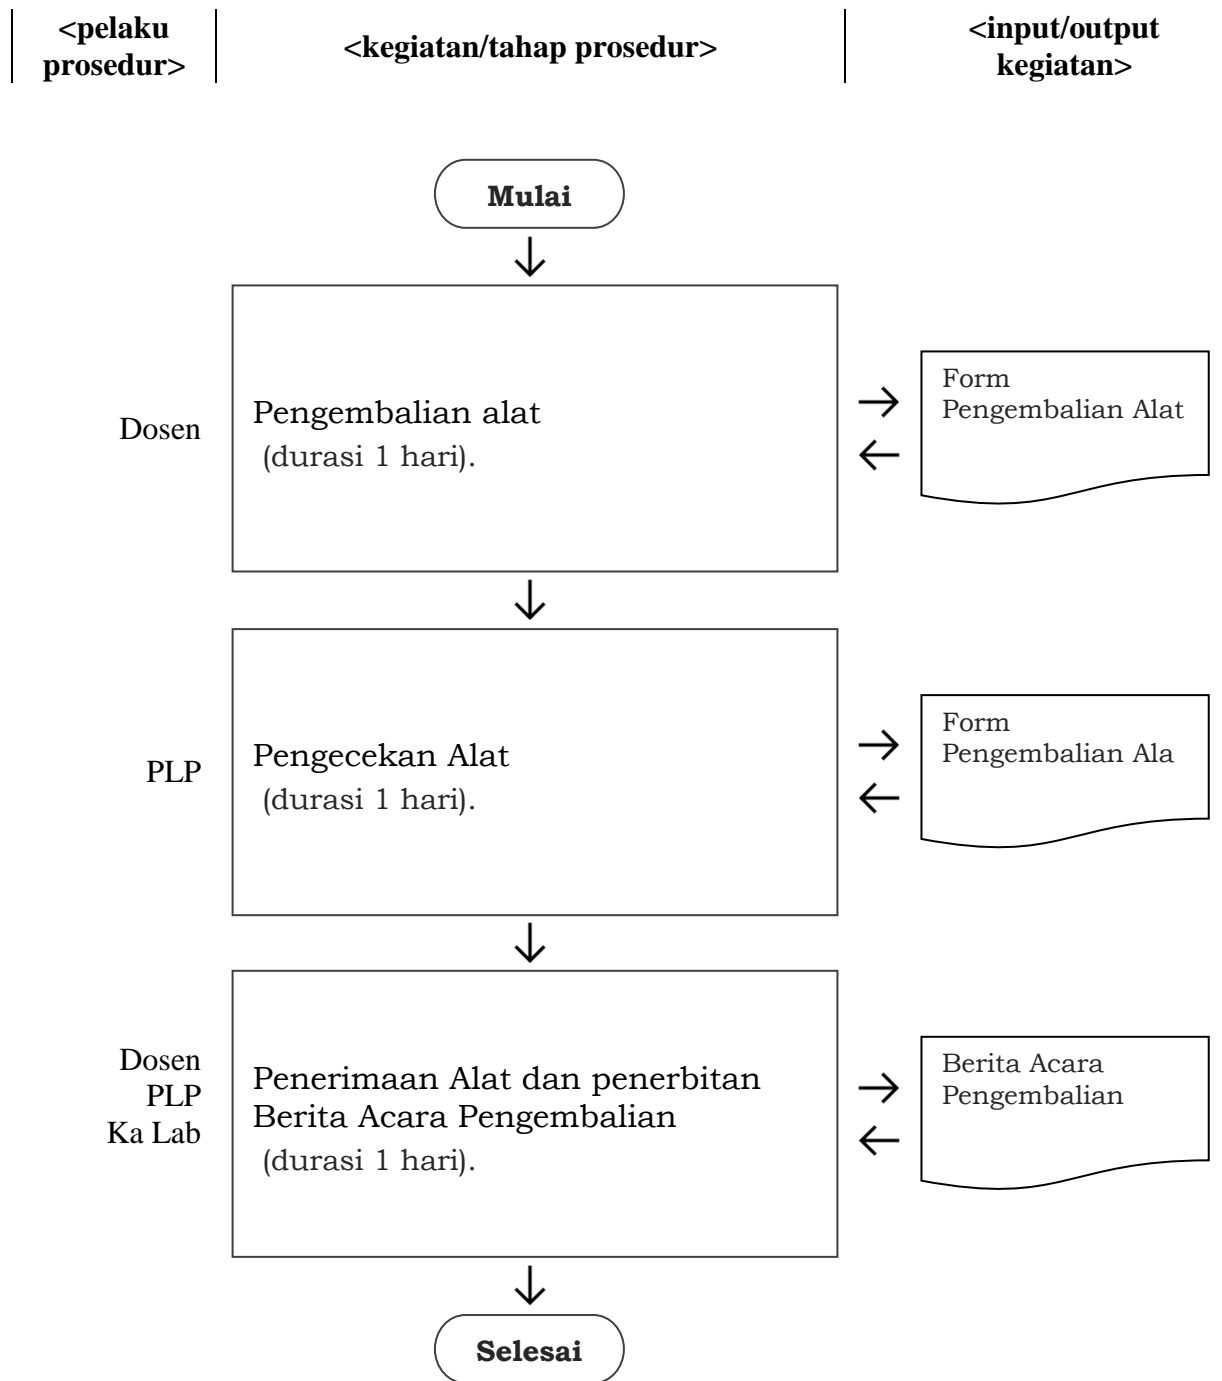 <pelaku
prosedur>
<kegiatan/tahap prosedur>
<input/output
kegiatan>
Mulai
Dosen
Pengembalian alat
(durasi 1 hari).
Form
Pengembalian Alat
PLP
Pengecekan Alat
(durasi 1 hari).
Form
Pengembalian Ala
Dosen
PLP
Ka Lab
Penerimaan Alat dan penerbitan
Berita Acara Pengembalian
(durasi 1 hari).
Berita Acara
Pengembalian
Selesai